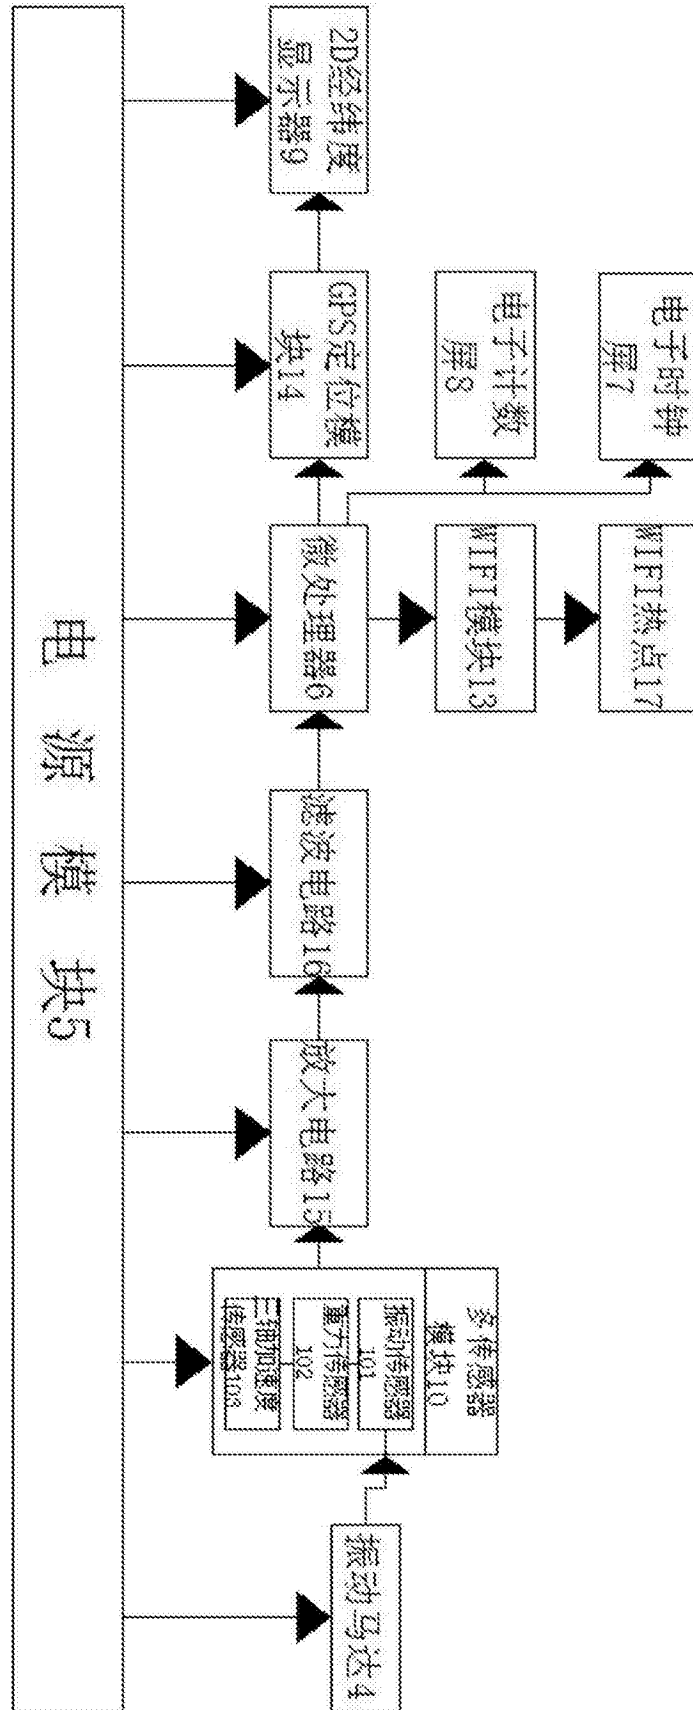 2D经纬度
显示器9
GPS定位模
块14
电子计数
屏8
电子时钟
屏7
微处理器6
WIFI模块13
WIFI热点17
滤波电路16
放大电路15
多传感器
模块10
振动传感器
101
重力传感器
102
三轴加速度
传感器103
振动马达4
电源模块5